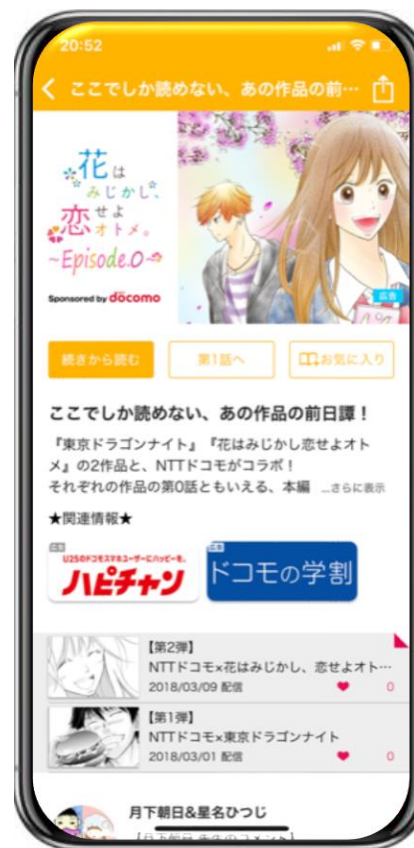 20:52
ここでしか読めない、あの作品の前…
花は
みじかし、
恋せよ
オトメ。
~Episode.0~
Sponsored by döcomo
広告
続きから読む
第1話へ
お気に入り
ここでしか読めない、あの作品の前日譚！
『東京ドラゴンナイト』『花はみじかし恋せよオト
メ』の2作品と、NTTドコモがコラボ！
それぞれの作品の第0話ともいえる、本編 …さらに表示
★関連情報★
広告
U25のドコモスマホユーザーにハッピーを。
ハピチャン
広告
ドコモの学割
【第2弾】
NTTドコモ×花はみじかし、恋せよオト…
2018/03/09 配信
0
【第1弾】
NTTドコモ×東京ドラゴンナイト
2018/03/01 配信
0
月下朝日&星名ひつじ